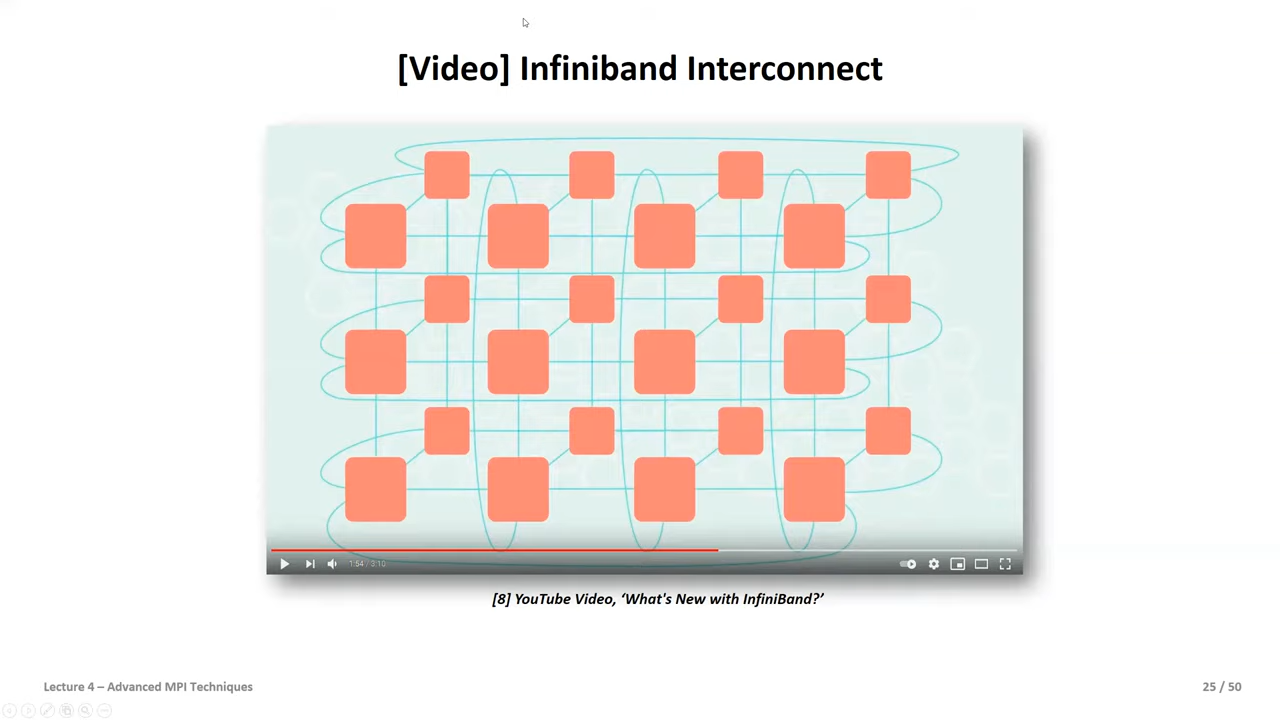 [Video] Infiniband Interconnect
1:54 / 3:10
[8] YouTube Video, ‘What's New with InfiniBand?’
Lecture 4 – Advanced MPI Techniques
25 / 50